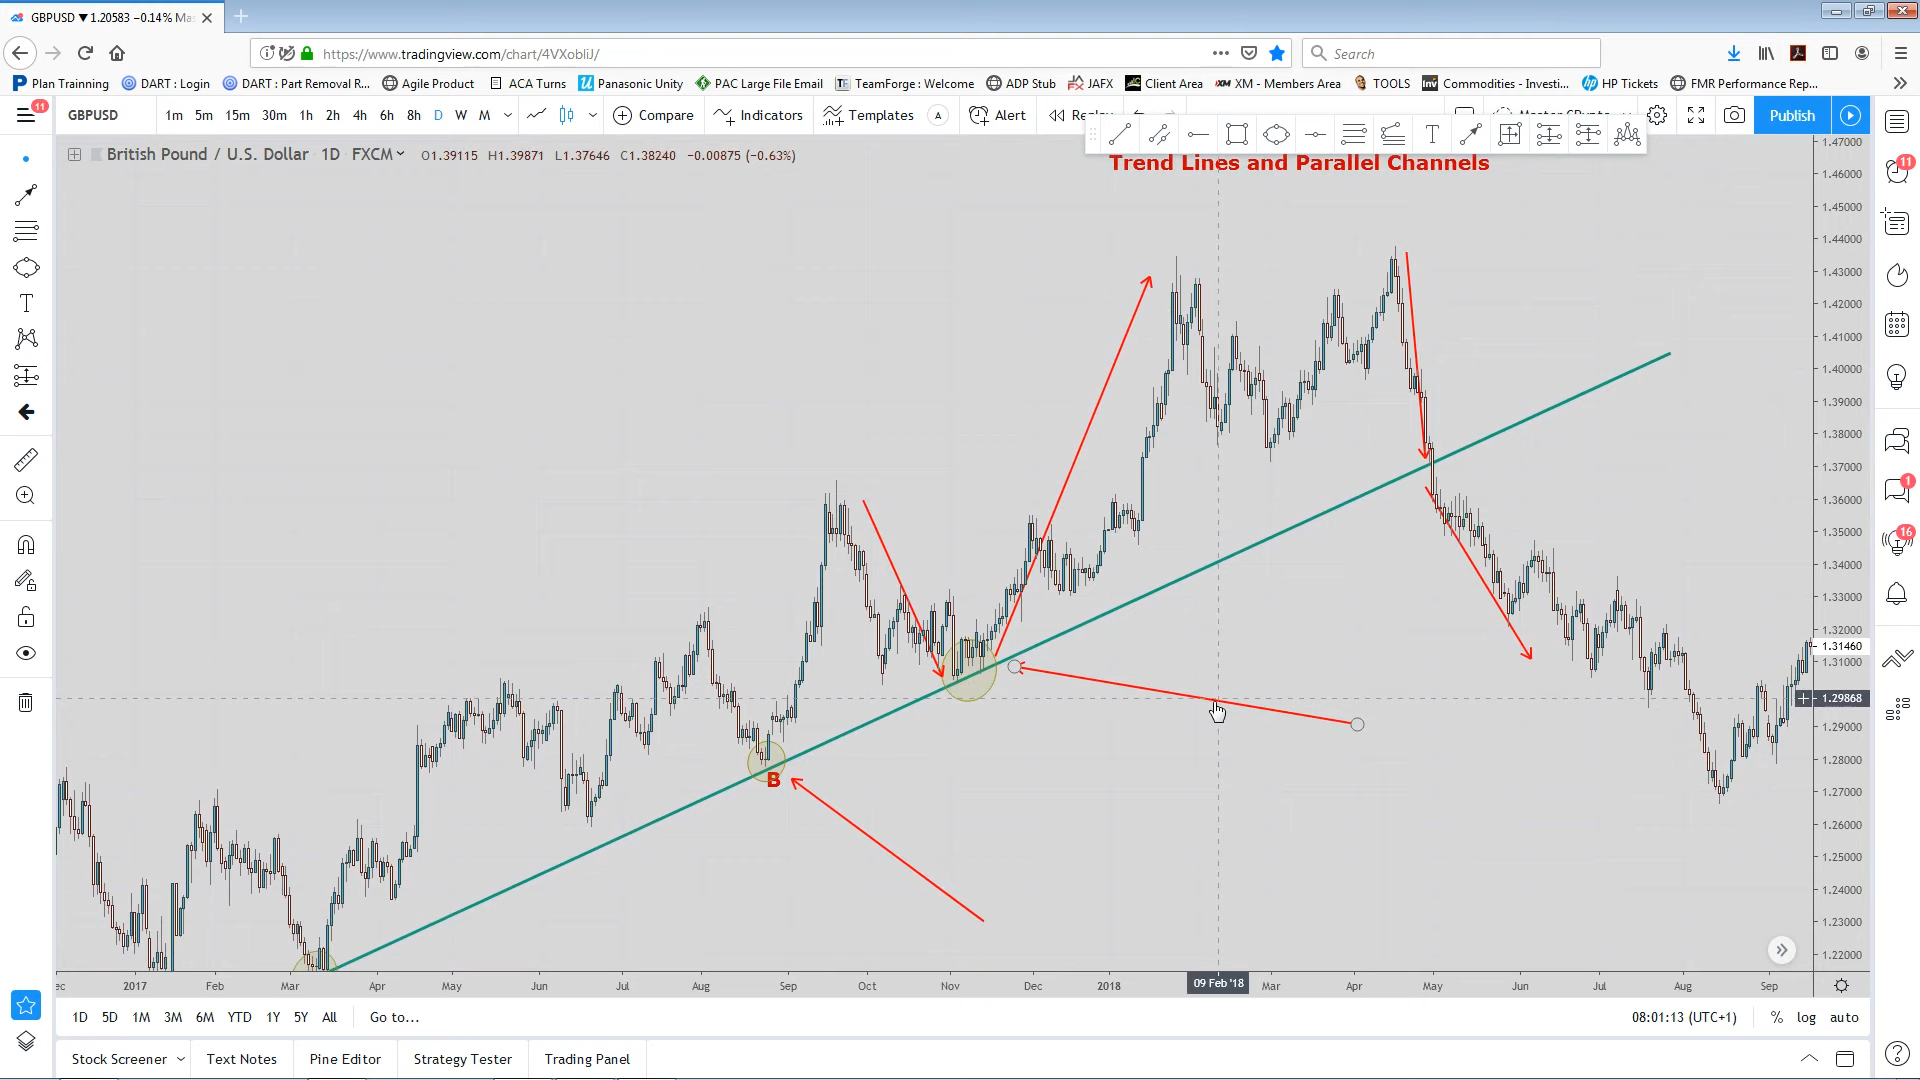 GBPUSD ▼ 1.20583 −0.14% Ma
https://www.tradingview.com/chart/4VXobliJ/
Search
Plan Trainning
DART : Login
DART : Part Removal R...
Agile Product
ACA Turns
Panasonic Unity
PAC Large File Email
TeamForge : Welcome
ADP Stub
JAFX
Client Area
XM - Members Area
TOOLS
Commodities - Investi...
HP Tickets
FMR Performance Rep...
11
GBPUSD 1m 5m 15m 30m 1h 2h 4h 6h 8h D W M Compare Indicators Templates A Alert Publish
British Pound / U.S. Dollar 1D FXCM O1.39115 H1.39871 L1.37646 C1.38240 −0.00875 (−0.63%)
Trend Lines and Parallel Channels
B
1.47000
1.46000
1.45000
1.44000
1.43000
1.42000
1.41000
1.40000
1.39000
1.38000
1.37000
1.36000
1.35000
1.34000
1.33000
1.32000
1.31460
1.31000
1.29868
1.29000
1.28000
1.27000
1.26000
1.25000
1.24000
1.23000
1.22000
11
1
16
ec 2017 Feb Mar Apr May Jun Jul Aug Sep Oct Nov Dec 2018 09 Feb '18 Mar Apr May Jun Jul Aug Sep
1D 5D 1M 3M 6M YTD 1Y 5Y All Go to... 08:01:13 (UTC+1) % log auto
Stock Screener Text Notes Pine Editor Strategy Tester Trading Panel